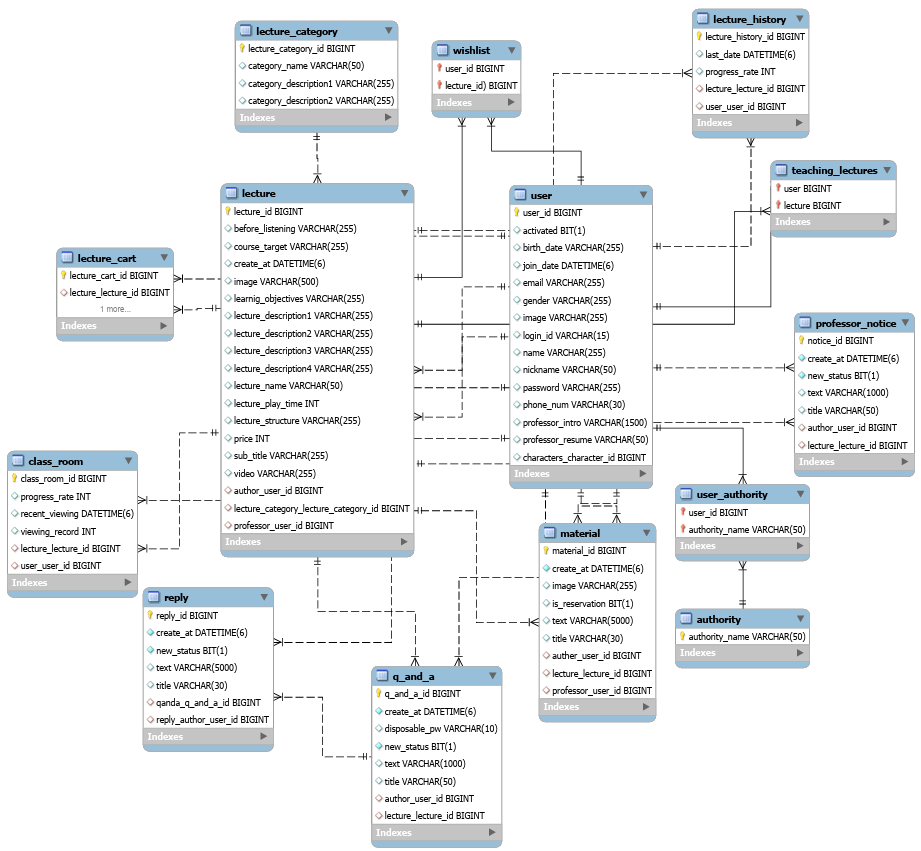 lecture_category
lecture_category_id BIGINT
category_name VARCHAR(50)
category_description1 VARCHAR(255)
category_description2 VARCHAR(255)
Indexes
wishlist
user_id BIGINT
lecture_id) BIGINT
Indexes
lecture_history
lecture_history_id BIGINT
last_date DATETIME(6)
progress_rate INT
lecture_lecture_id BIGINT
user_user_id BIGINT
Indexes
teaching_lectures
user BIGINT
lecture BIGINT
Indexes
lecture
lecture_id BIGINT
before_listening VARCHAR(255)
course_target VARCHAR(255)
create_at DATETIME(6)
image VARCHAR(500)
learnig_objectives VARCHAR(255)
lecture_description1 VARCHAR(255)
lecture_description2 VARCHAR(255)
lecture_description3 VARCHAR(255)
lecture_description4 VARCHAR(255)
lecture_name VARCHAR(50)
lecture_play_time INT
lecture_structure VARCHAR(255)
price INT
sub_title VARCHAR(255)
video VARCHAR(255)
author_user_id BIGINT
lecture_category_lecture_category_id BIGINT
professor_user_id BIGINT
Indexes
user
user_id BIGINT
activated BIT(1)
birth_date VARCHAR(255)
join_date DATETIME(6)
email VARCHAR(255)
gender VARCHAR(255)
image VARCHAR(255)
login_id VARCHAR(15)
name VARCHAR(255)
nickname VARCHAR(50)
password VARCHAR(255)
phone_num VARCHAR(30)
professor_intro VARCHAR(1500)
professor_resume VARCHAR(50)
characters_character_id BIGINT
Indexes
lecture_cart
lecture_cart_id BIGINT
lecture_lecture_id BIGINT
1 more...
Indexes
professor_notice
notice_id BIGINT
create_at DATETIME(6)
new_status BIT(1)
text VARCHAR(1000)
title VARCHAR(50)
author_user_id BIGINT
lecture_lecture_id BIGINT
Indexes
class_room
class_room_id BIGINT
progress_rate INT
recent_viewing DATETIME(6)
viewing_record INT
lecture_lecture_id BIGINT
user_user_id BIGINT
Indexes
user_authority
user_id BIGINT
authority_name VARCHAR(50)
Indexes
material
material_id BIGINT
create_at DATETIME(6)
image VARCHAR(255)
is_reservation BIT(1)
text VARCHAR(5000)
title VARCHAR(30)
auther_user_id BIGINT
lecture_lecture_id BIGINT
professor_user_id BIGINT
Indexes
reply
reply_id BIGINT
create_at DATETIME(6)
new_status BIT(1)
text VARCHAR(5000)
title VARCHAR(30)
qanda_q_and_a_id BIGINT
reply_author_user_id BIGINT
Indexes
authority
authority_name VARCHAR(50)
Indexes
q_and_a
q_and_a_id BIGINT
create_at DATETIME(6)
disposable_pw VARCHAR(10)
new_status BIT(1)
text VARCHAR(1000)
title VARCHAR(50)
author_user_id BIGINT
lecture_lecture_id BIGINT
Indexes